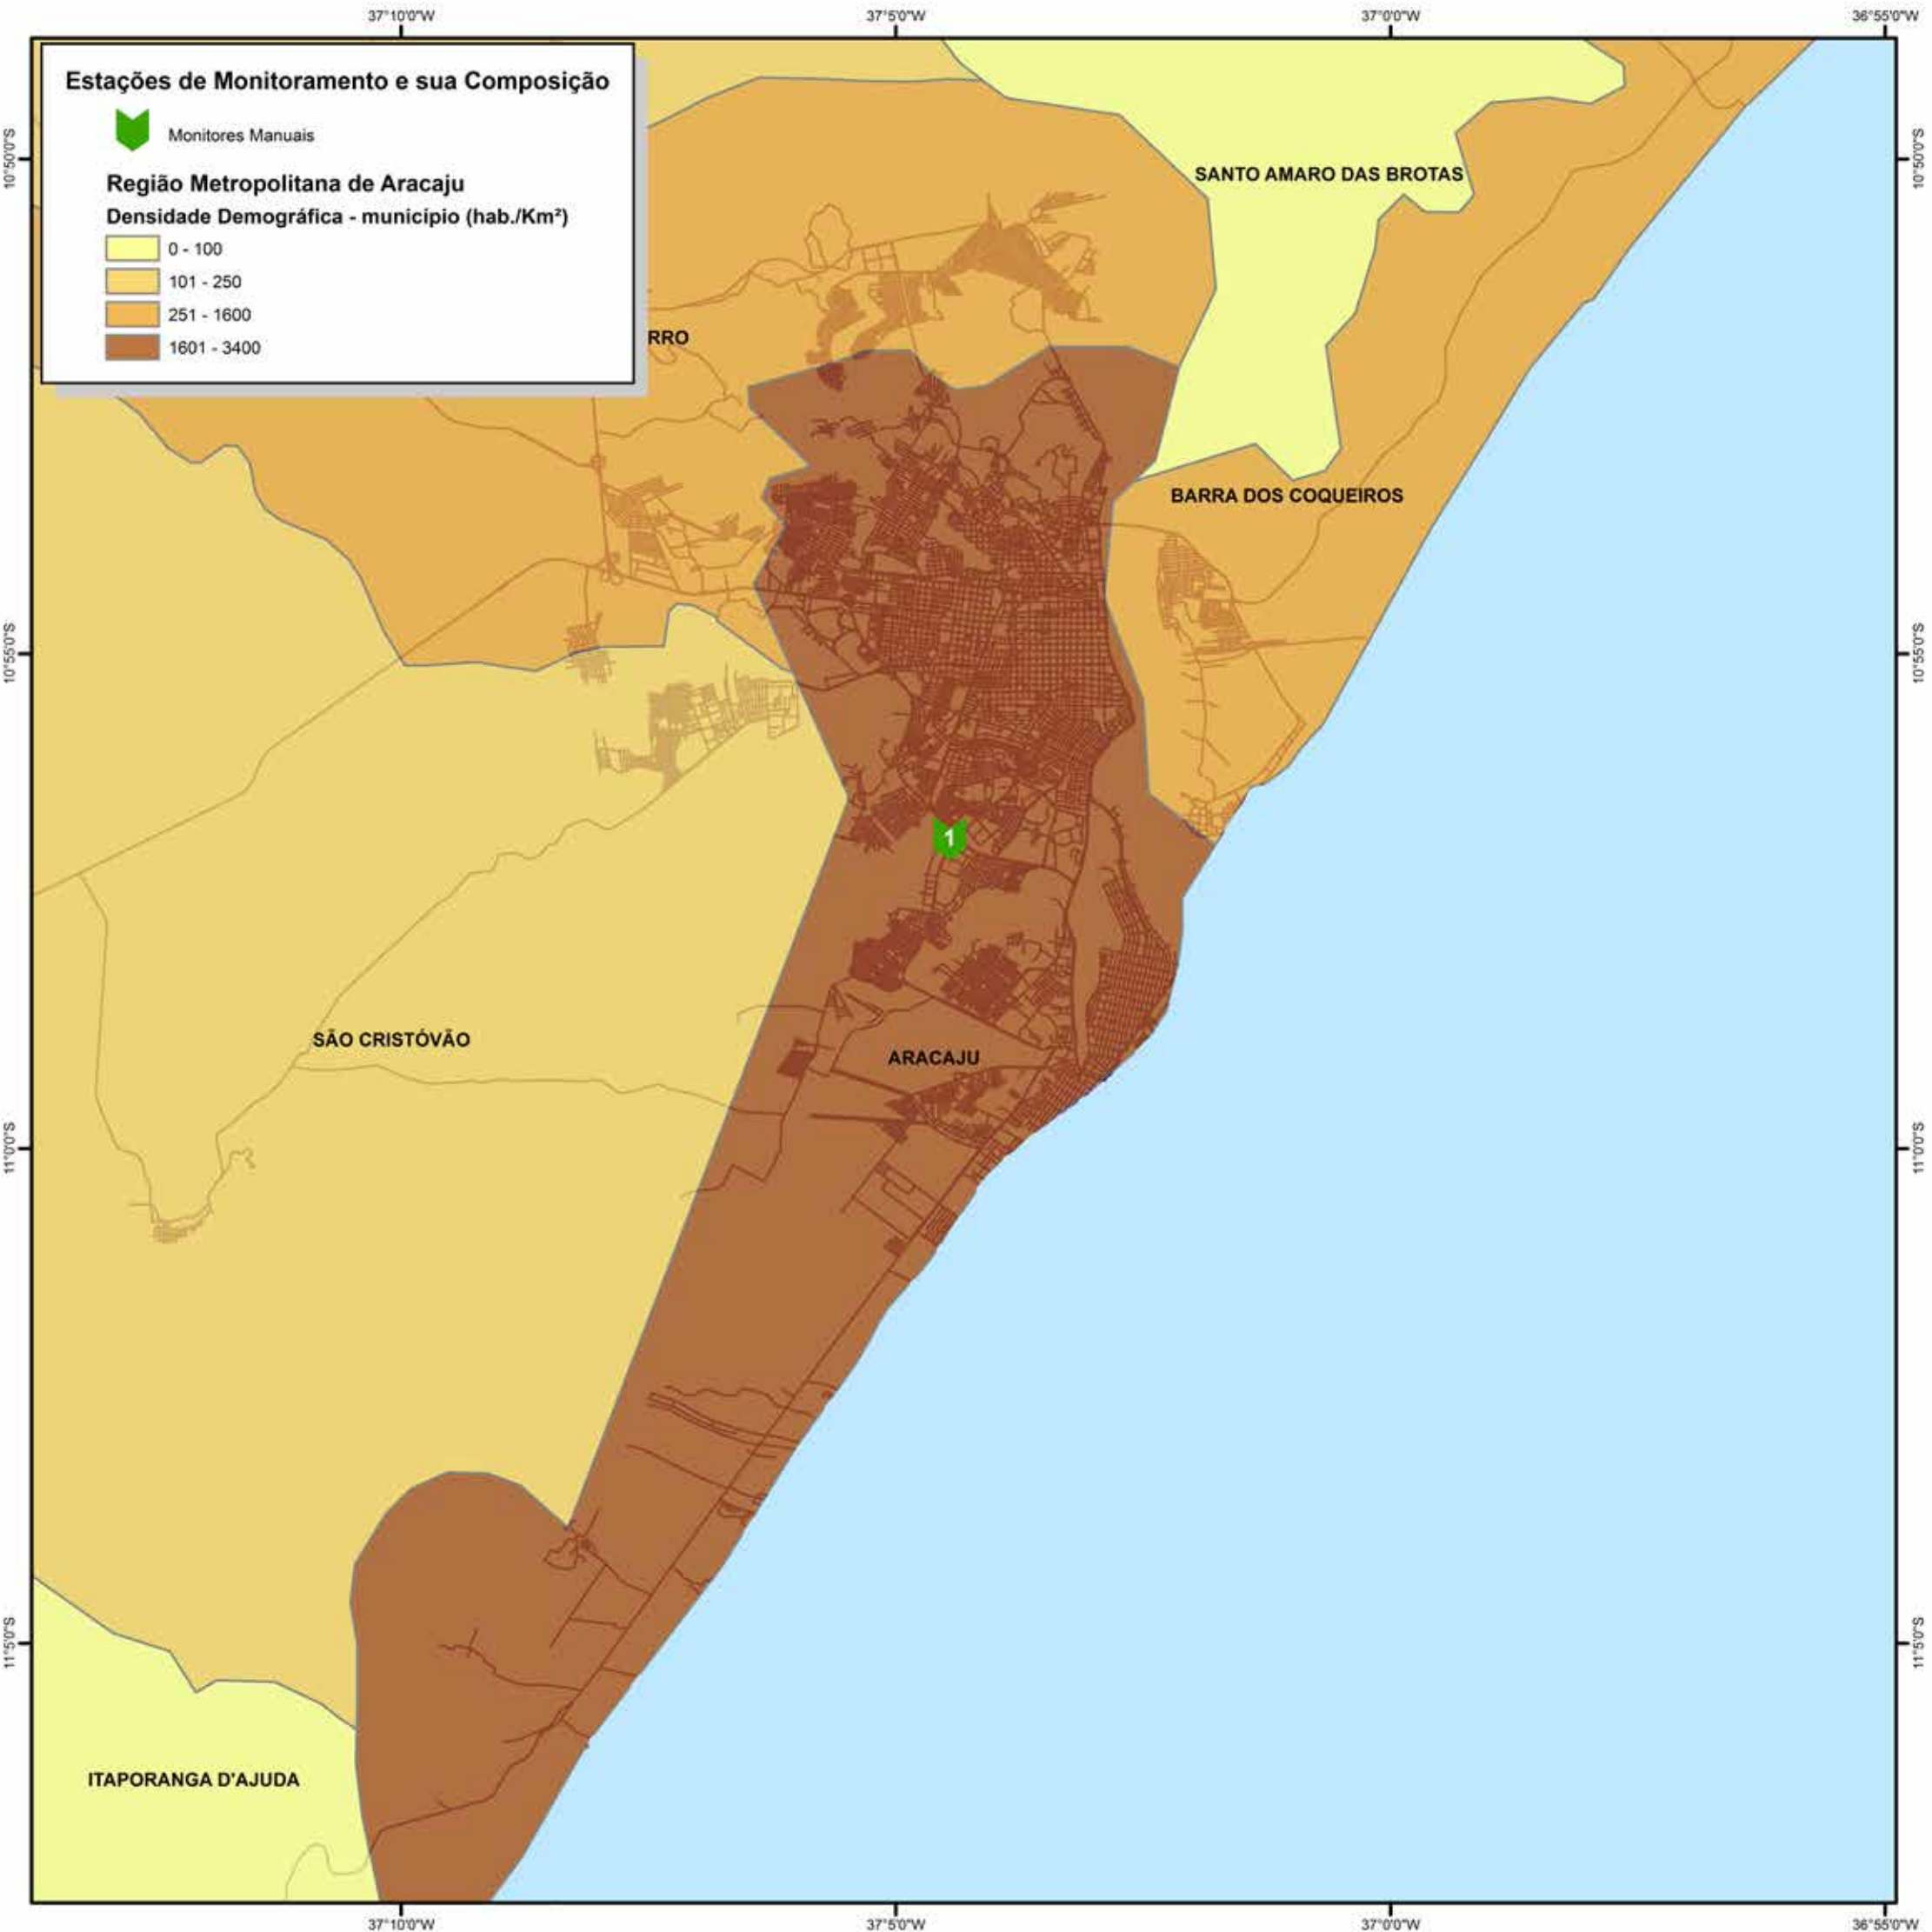 37°10'0"W 37°5'0"W 37°0'0"W 36°55'0"W
Estações de Monitoramento e sua Composição
Monitores Manuais
Região Metropolitana de Aracaju
Densidade Demográfica - município (hab./Km²)
0 - 100
101 - 250
251 - 1600
1601 - 3400
10°50'0"S
10°50'0"S
SANTO AMARO DAS BROTAS
RRO
BARRA DOS COQUEIROS
10°55'0"S
10°55'0"S
1
SÃO CRISTÓVÃO
ARACAJU
11°0'0"S
11°0'0"S
11°5'0"S
11°5'0"S
ITAPORANGA D'AJUDA
37°10'0"W 37°5'0"W 37°0'0"W 36°55'0"W